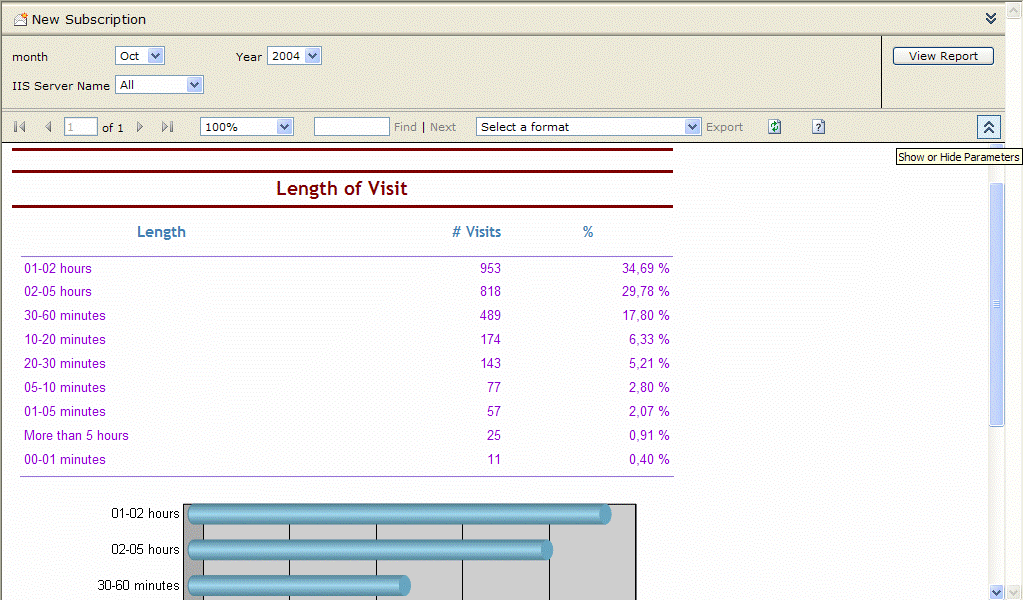 New Subscription
month Oct Year 2004 View Report
IIS Server Name All
1 of 1 100% Find | Next Select a format Export
Show or Hide Parameters
Length of Visit
Length # Visits %
01-02 hours 953 34,69 %
02-05 hours 818 29,78 %
30-60 minutes 489 17,80 %
10-20 minutes 174 6,33 %
20-30 minutes 143 5,21 %
05-10 minutes 77 2,80 %
01-05 minutes 57 2,07 %
More than 5 hours 25 0,91 %
00-01 minutes 11 0,40 %
01-02 hours
02-05 hours
30-60 minutes